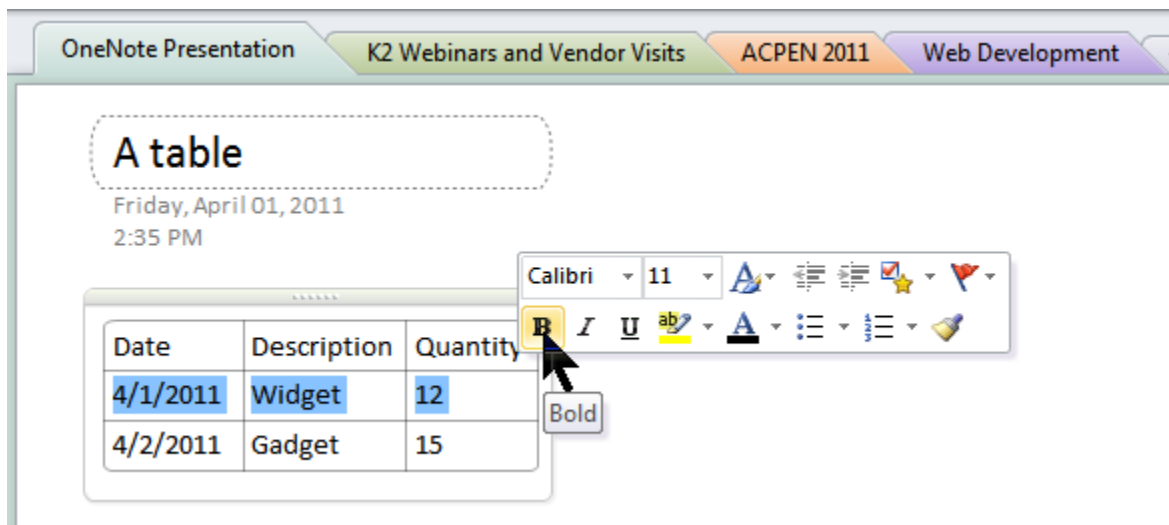 OneNote Presentation K2 Webinars and Vendor Visits ACPEN 2011 Web Development
A table
Friday, April 01, 2011
2:35 PM
Calibri 11
B I U ab A
Date Description Quantity
4/1/2011 Widget 12
4/2/2011 Gadget 15
Bold